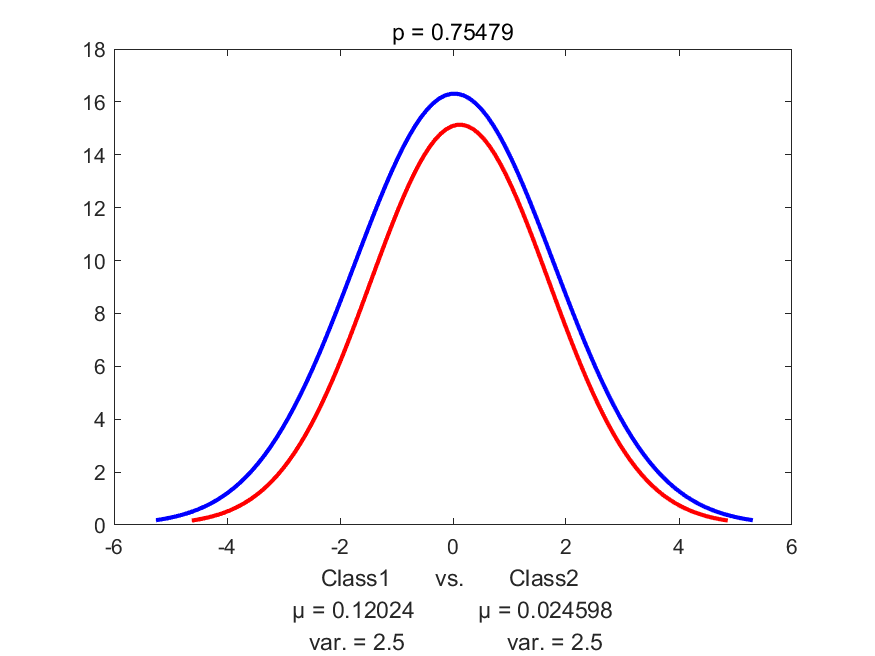 p = 0.75479
18
16
14
12
10
8
6
4
2
0
-6 -4 -2 0 2 4 6
Class1 vs. Class2
μ = 0.12024 μ = 0.024598
var. = 2.5 var. = 2.5